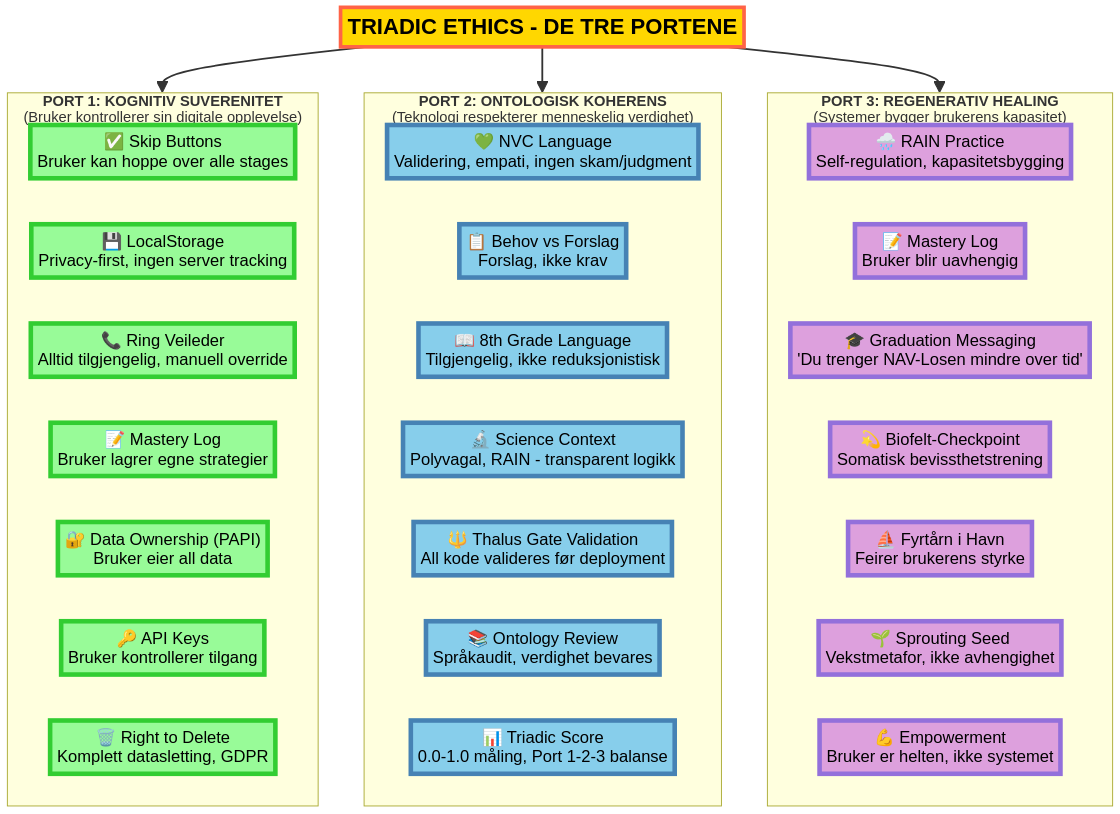 TRIADIC ETHICS - DE TRE PORTENE
PORT 1: KOGNITIV SUVERENITET
(Bruker kontrollerer sin digitale opplevelse)
✅ Skip Buttons
Bruker kan hoppe over alle stages
💾 LocalStorage
Privacy-first, ingen server tracking
📞 Ring Veileder
Alltid tilgjengelig, manuell override
📝 Mastery Log
Bruker lagrer egne strategier
🔐 Data Ownership (PAPI)
Bruker eier all data
🔑 API Keys
Bruker kontrollerer tilgang
🗑️ Right to Delete
Komplett datasletting, GDPR
PORT 2: ONTOLOGISK KOHERENS
(Teknologi respekterer menneskelig verdighet)
💚 NVC Language
Validering, empati, ingen skam/judgment
📋 Behov vs Forslag
Forslag, ikke krav
📖 8th Grade Language
Tilgjengelig, ikke reduksjonistisk
🔬 Science Context
Polyvagal, RAIN - transparent logikk
🔱 Thalus Gate Validation
All kode valideres før deployment
📚 Ontology Review
Språkaudit, verdighet bevares
📊 Triadic Score
0.0-1.0 måling, Port 1-2-3 balanse
PORT 3: REGENERATIV HEALING
(Systemer bygger brukerens kapasitet)
🌧️ RAIN Practice
Self-regulation, kapasitetsbygging
📝 Mastery Log
Bruker blir uavhengig
🎓 Graduation Messaging
'Du trenger NAV-Losen mindre over tid'
💫 Biofelt-Checkpoint
Somatisk bevissthetstrening
⛵ Fyrtårn i Havn
Feirer brukerens styrke
🌱 Sprouting Seed
Vekstmetafor, ikke avhengighet
💪 Empowerment
Bruker er helten, ikke systemet